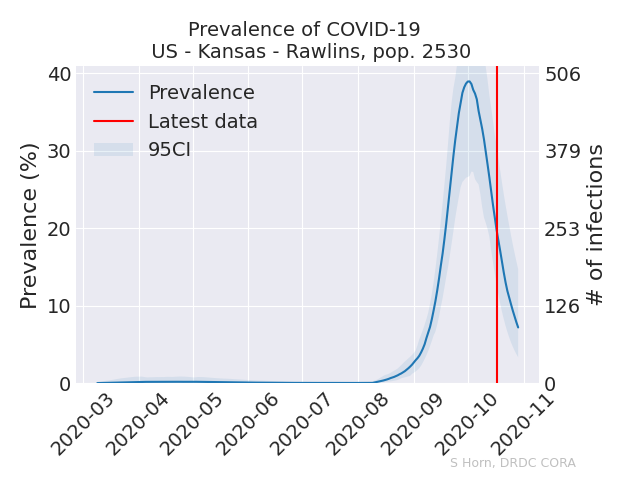 Prevalence of COVID-19
US - Kansas - Rawlins, pop. 2530
Prevalence
Latest data
95CI
Prevalence (%)
40
30
20
10
0
506
379
253
126
0
# of infections
2020-03
2020-04
2020-05
2020-06
2020-07
2020-08
2020-09
2020-10
2020-11
S Horn, DRDC CORA